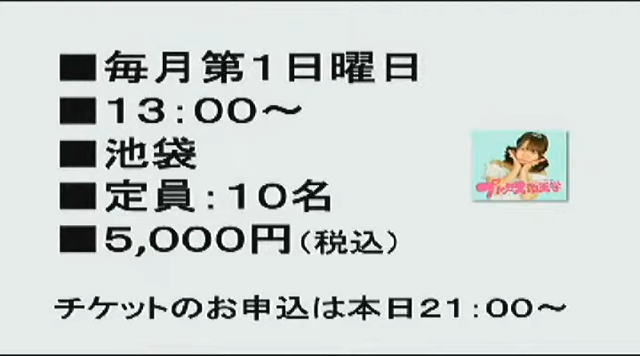 ■毎月第1日曜日
■13:00～
■池袋
■定員:10名
■5,000円(税込)
チケットのお申込は本日21:00～